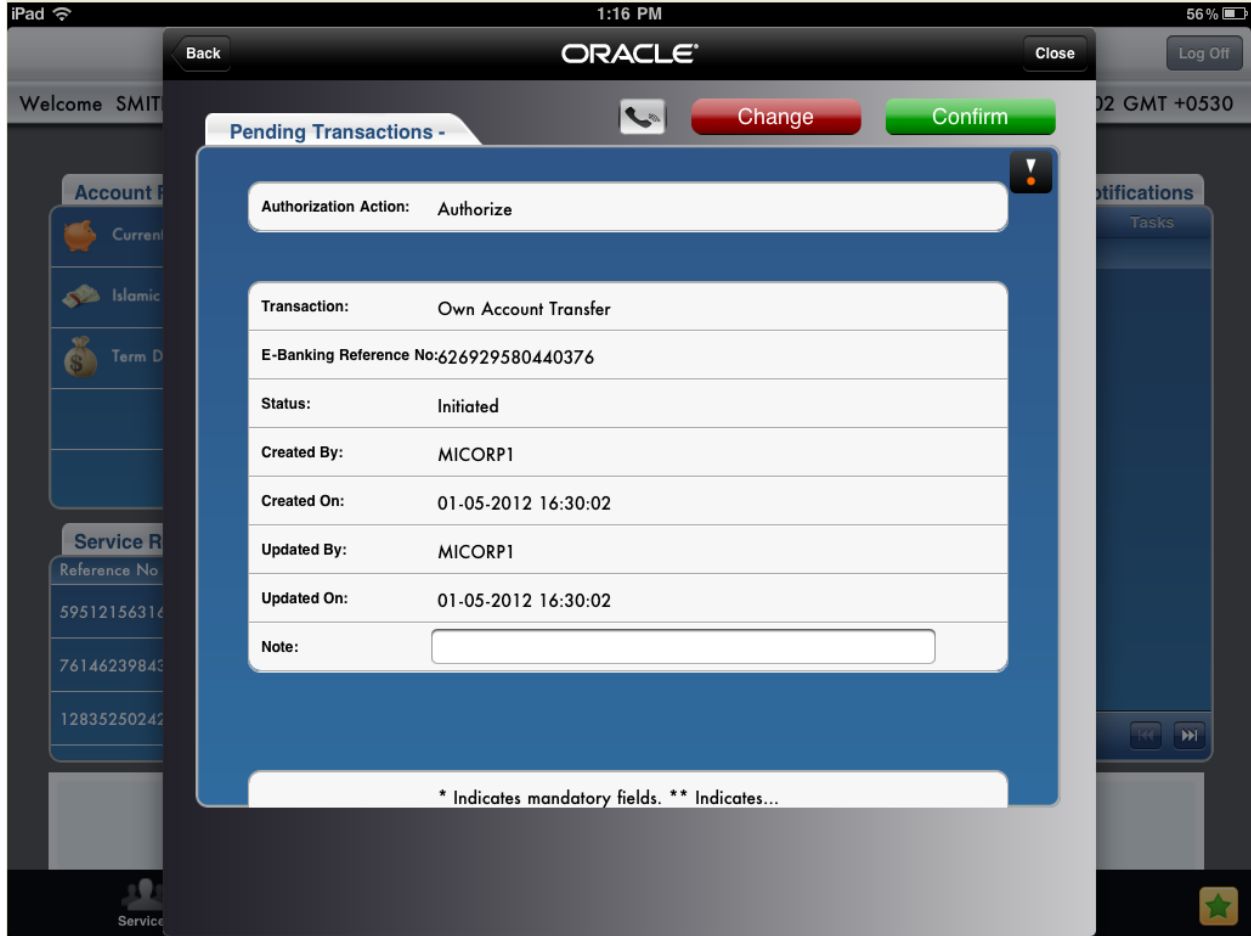 iPad 1:16 PM 56%
Back ORACLE Close Log Off
Welcome 02 GMT +0530
Change Confirm
Pending Transactions -
Authorization Action: Authorize
Transaction: Own Account Transfer
E-Banking Reference No: 626929580440376
Status: Initiated
Created By: MICORP1
Created On: 01-05-2012 16:30:02
Updated By: MICORP1
Updated On: 01-05-2012 16:30:02
Note:
* Indicates mandatory fields. ** Indicates...
Account
Current
Islamic
Term D
Service R
Reference No
59512156316
76146239843
12835250242
Tasks
Service